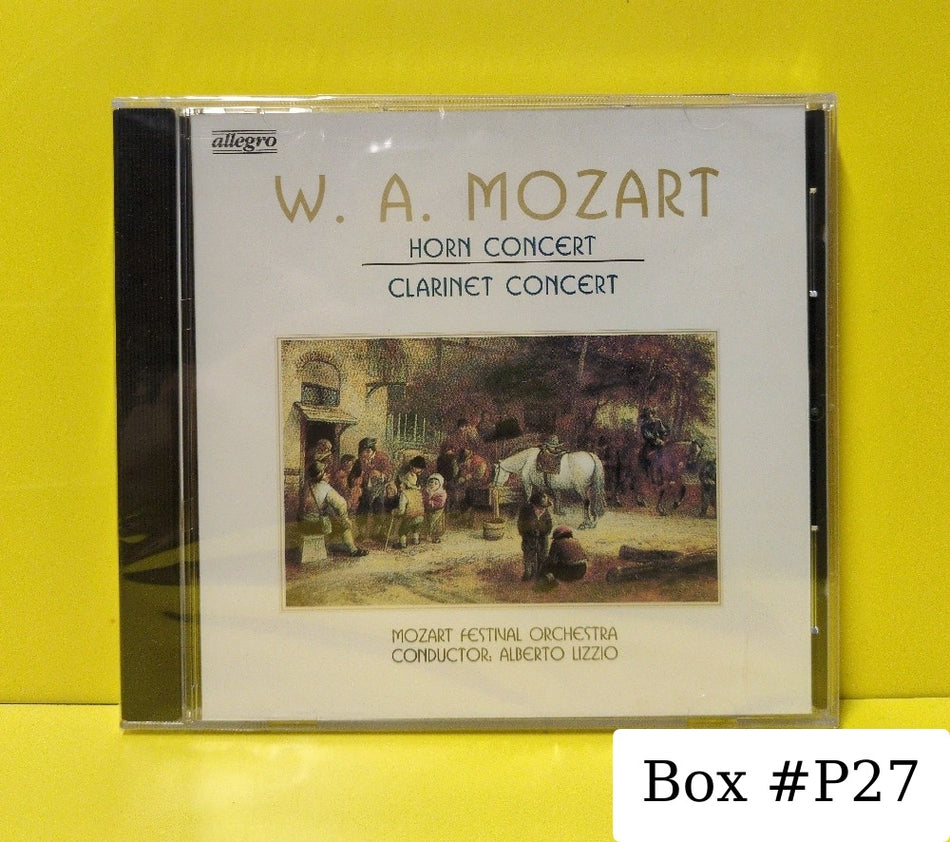 allegro
W. A. MOZART
HORN CONCERT
CLARINET CONCERT
MOZART FESTIVAL ORCHESTRA
CONDUCTOR: ALBERTO LIZZIO
Box #P27